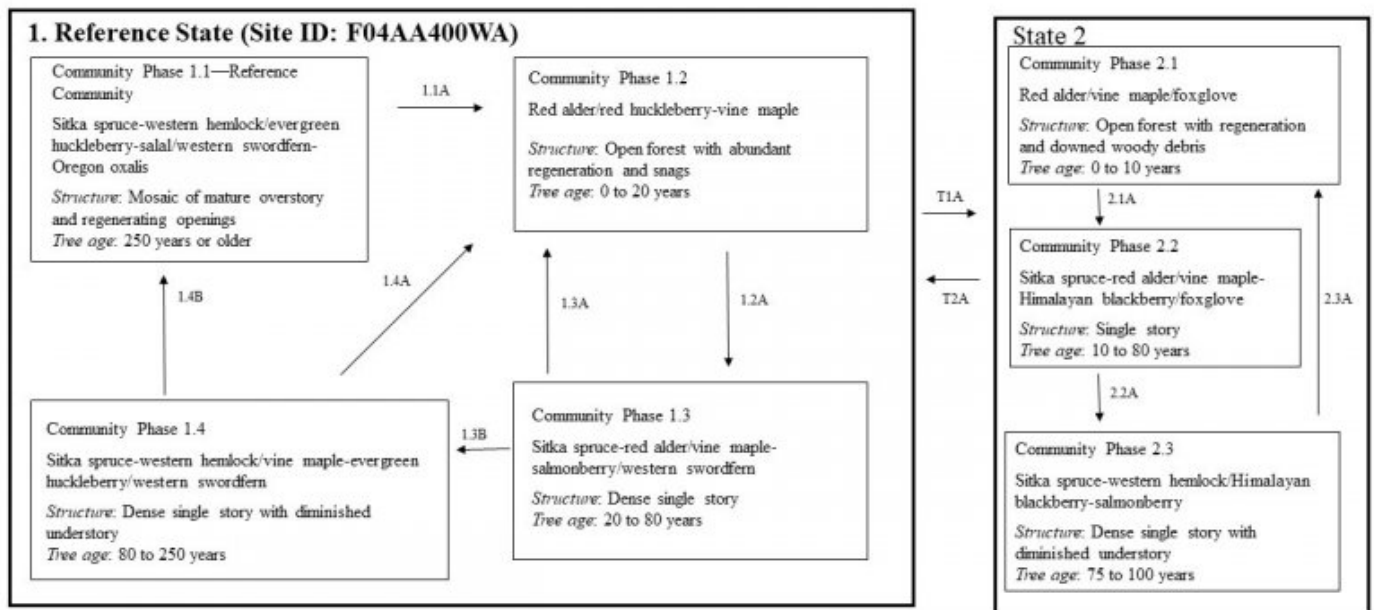 1. Reference State (Site ID: F04AA400WA)
Community Phase 1.1—Reference
Community
Sitka spruce-western hemlock/evergreen
huckleberry-salal/western swordfern-
Oregon oxalis
Structure: Mosaic of mature overstory
and regenerating openings
Tree age: 250 years or older
1.1A
Community Phase 1.2
Red alder/red huckleberry-vine maple
Structure: Open forest with abundant
regeneration and snags
Tree age: 0 to 20 years
1.4B
1.4A
1.3A
1.2A
Community Phase 1.4
Sitka spruce-western hemlock/vine maple-evergreen
huckleberry/western swordfern
Structure: Dense single story with diminished
understory
Tree age: 80 to 250 years
1.3B
Community Phase 1.3
Sitka spruce-red alder/vine maple-
salmonberry/western swordfern
Structure: Dense single story
Tree age: 20 to 80 years
T1A
T2A
State 2
Community Phase 2.1
Red alder/vine maple/foxglove
Structure: Open forest with regeneration
and downed woody debris
Tree age: 0 to 10 years
2.1A
Community Phase 2.2
Sitka spruce-red alder/vine maple-
Himalayan blackberry/foxglove
Structure: Single story
Tree age: 10 to 80 years
2.3A
2.2A
Community Phase 2.3
Sitka spruce-western hemlock/Himalayan
blackberry-salmonberry
Structure: Dense single story with
diminished understory
Tree age: 75 to 100 years